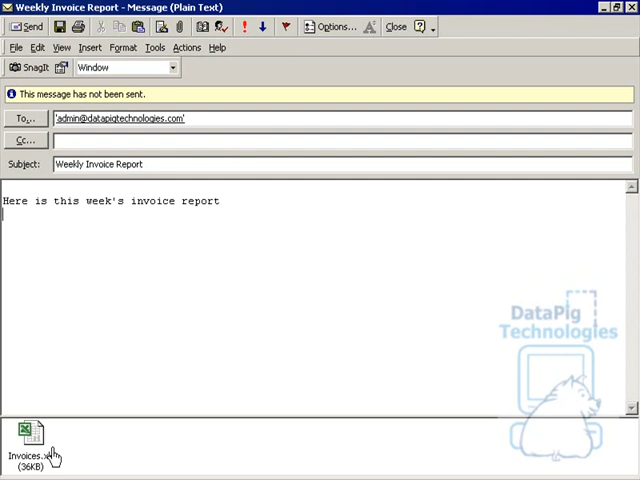 Weekly Invoice Report - Message (Plain Text)
Send Options... Close
File Edit View Insert Format Tools Actions Help
SnagIt Window
This message has not been sent.
To... 'admin@datapigtechnologies.com'
Cc...
Subject: Weekly Invoice Report
Here is this week's invoice report
DataPig
Technologies
(36KB)